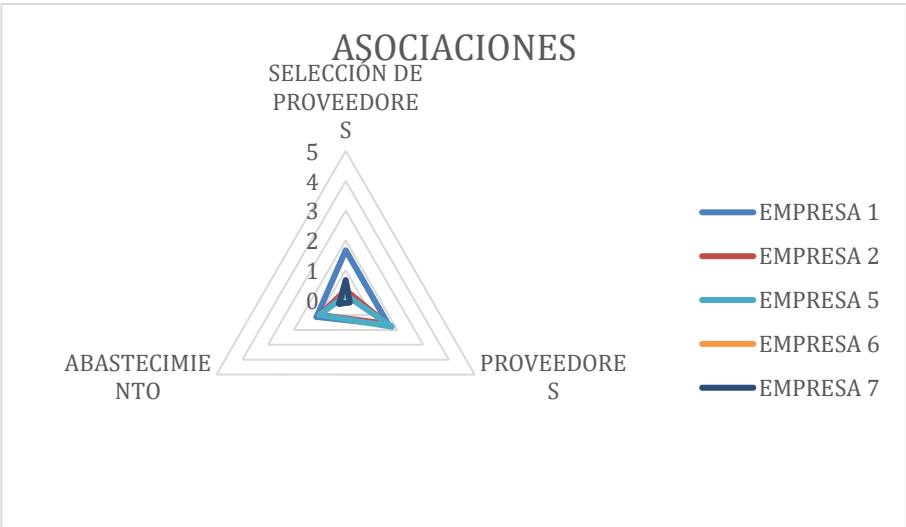 ASOCIACIONES
SELECCIÓN DE
PROVEEDORE
S
5
4
3
2
1
0
ABASTECIMIE
NTO
PROVEEDORE
S
EMPRESA 1
EMPRESA 2
EMPRESA 5
EMPRESA 6
EMPRESA 7